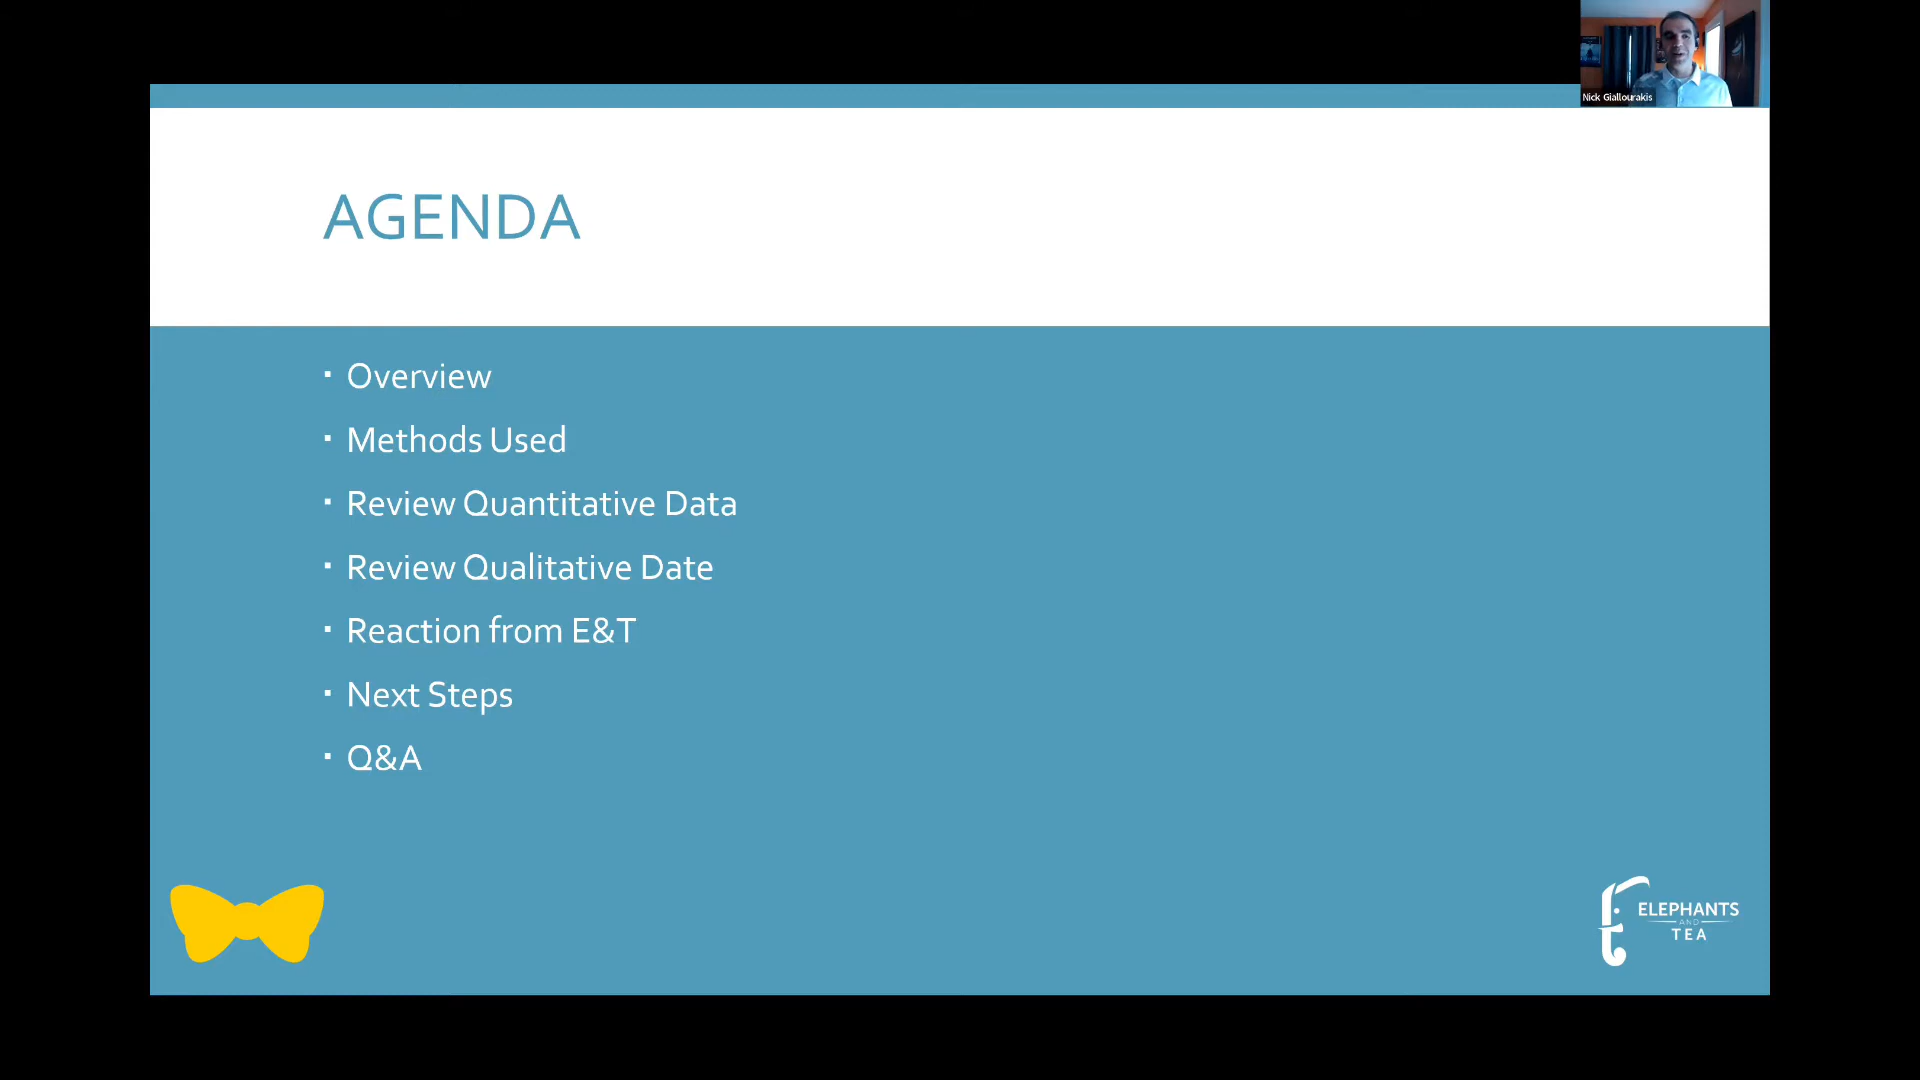 Nick Giallourakis
AGENDA
▪ Overview
▪ Methods Used
▪ Review Quantitative Data
▪ Review Qualitative Date
▪ Reaction from E&T
▪ Next Steps
▪ Q&A
ELEPHANTS
AND
TEA